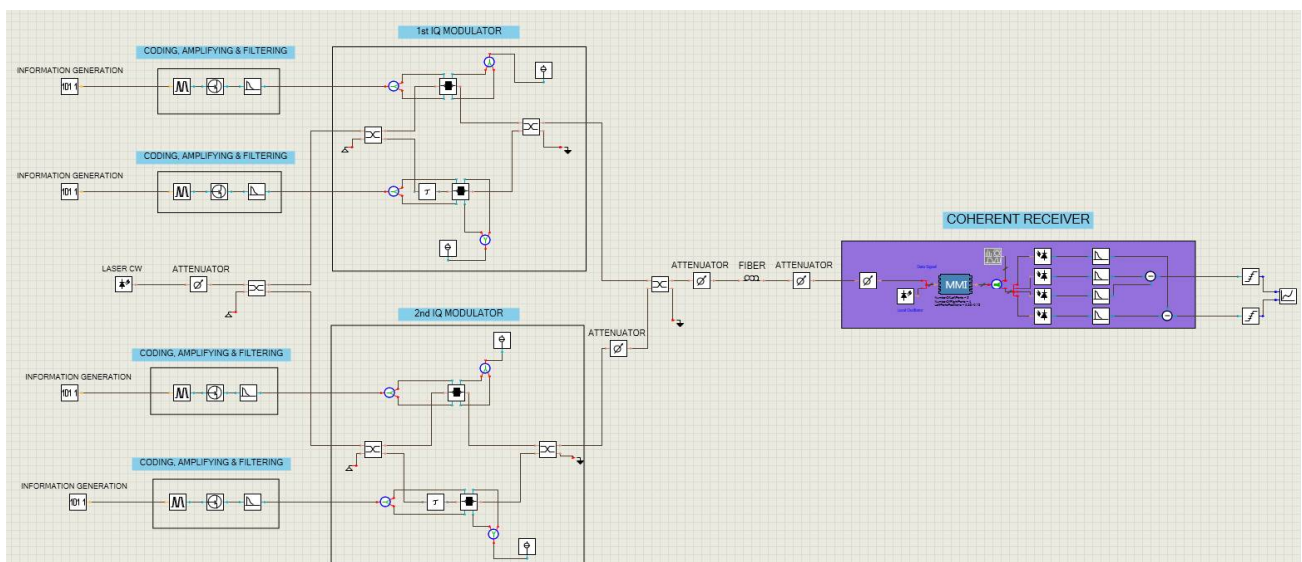 1st IQ MODULATOR
CODING, AMPLIFYING & FILTERING
INFORMATION GENERATION
101 1
CODING, AMPLIFYING & FILTERING
INFORMATION GENERATION
101 1
τ
COHERENT RECEIVER
LASER CW
ATTENUATOR
ATTENUATOR
FIBER
ATTENUATOR
MMI
Local Oscillator
2nd IQ MODULATOR
ATTENUATOR
CODING, AMPLIFYING & FILTERING
INFORMATION GENERATION
101 1
CODING, AMPLIFYING & FILTERING
INFORMATION GENERATION
101 1
τ